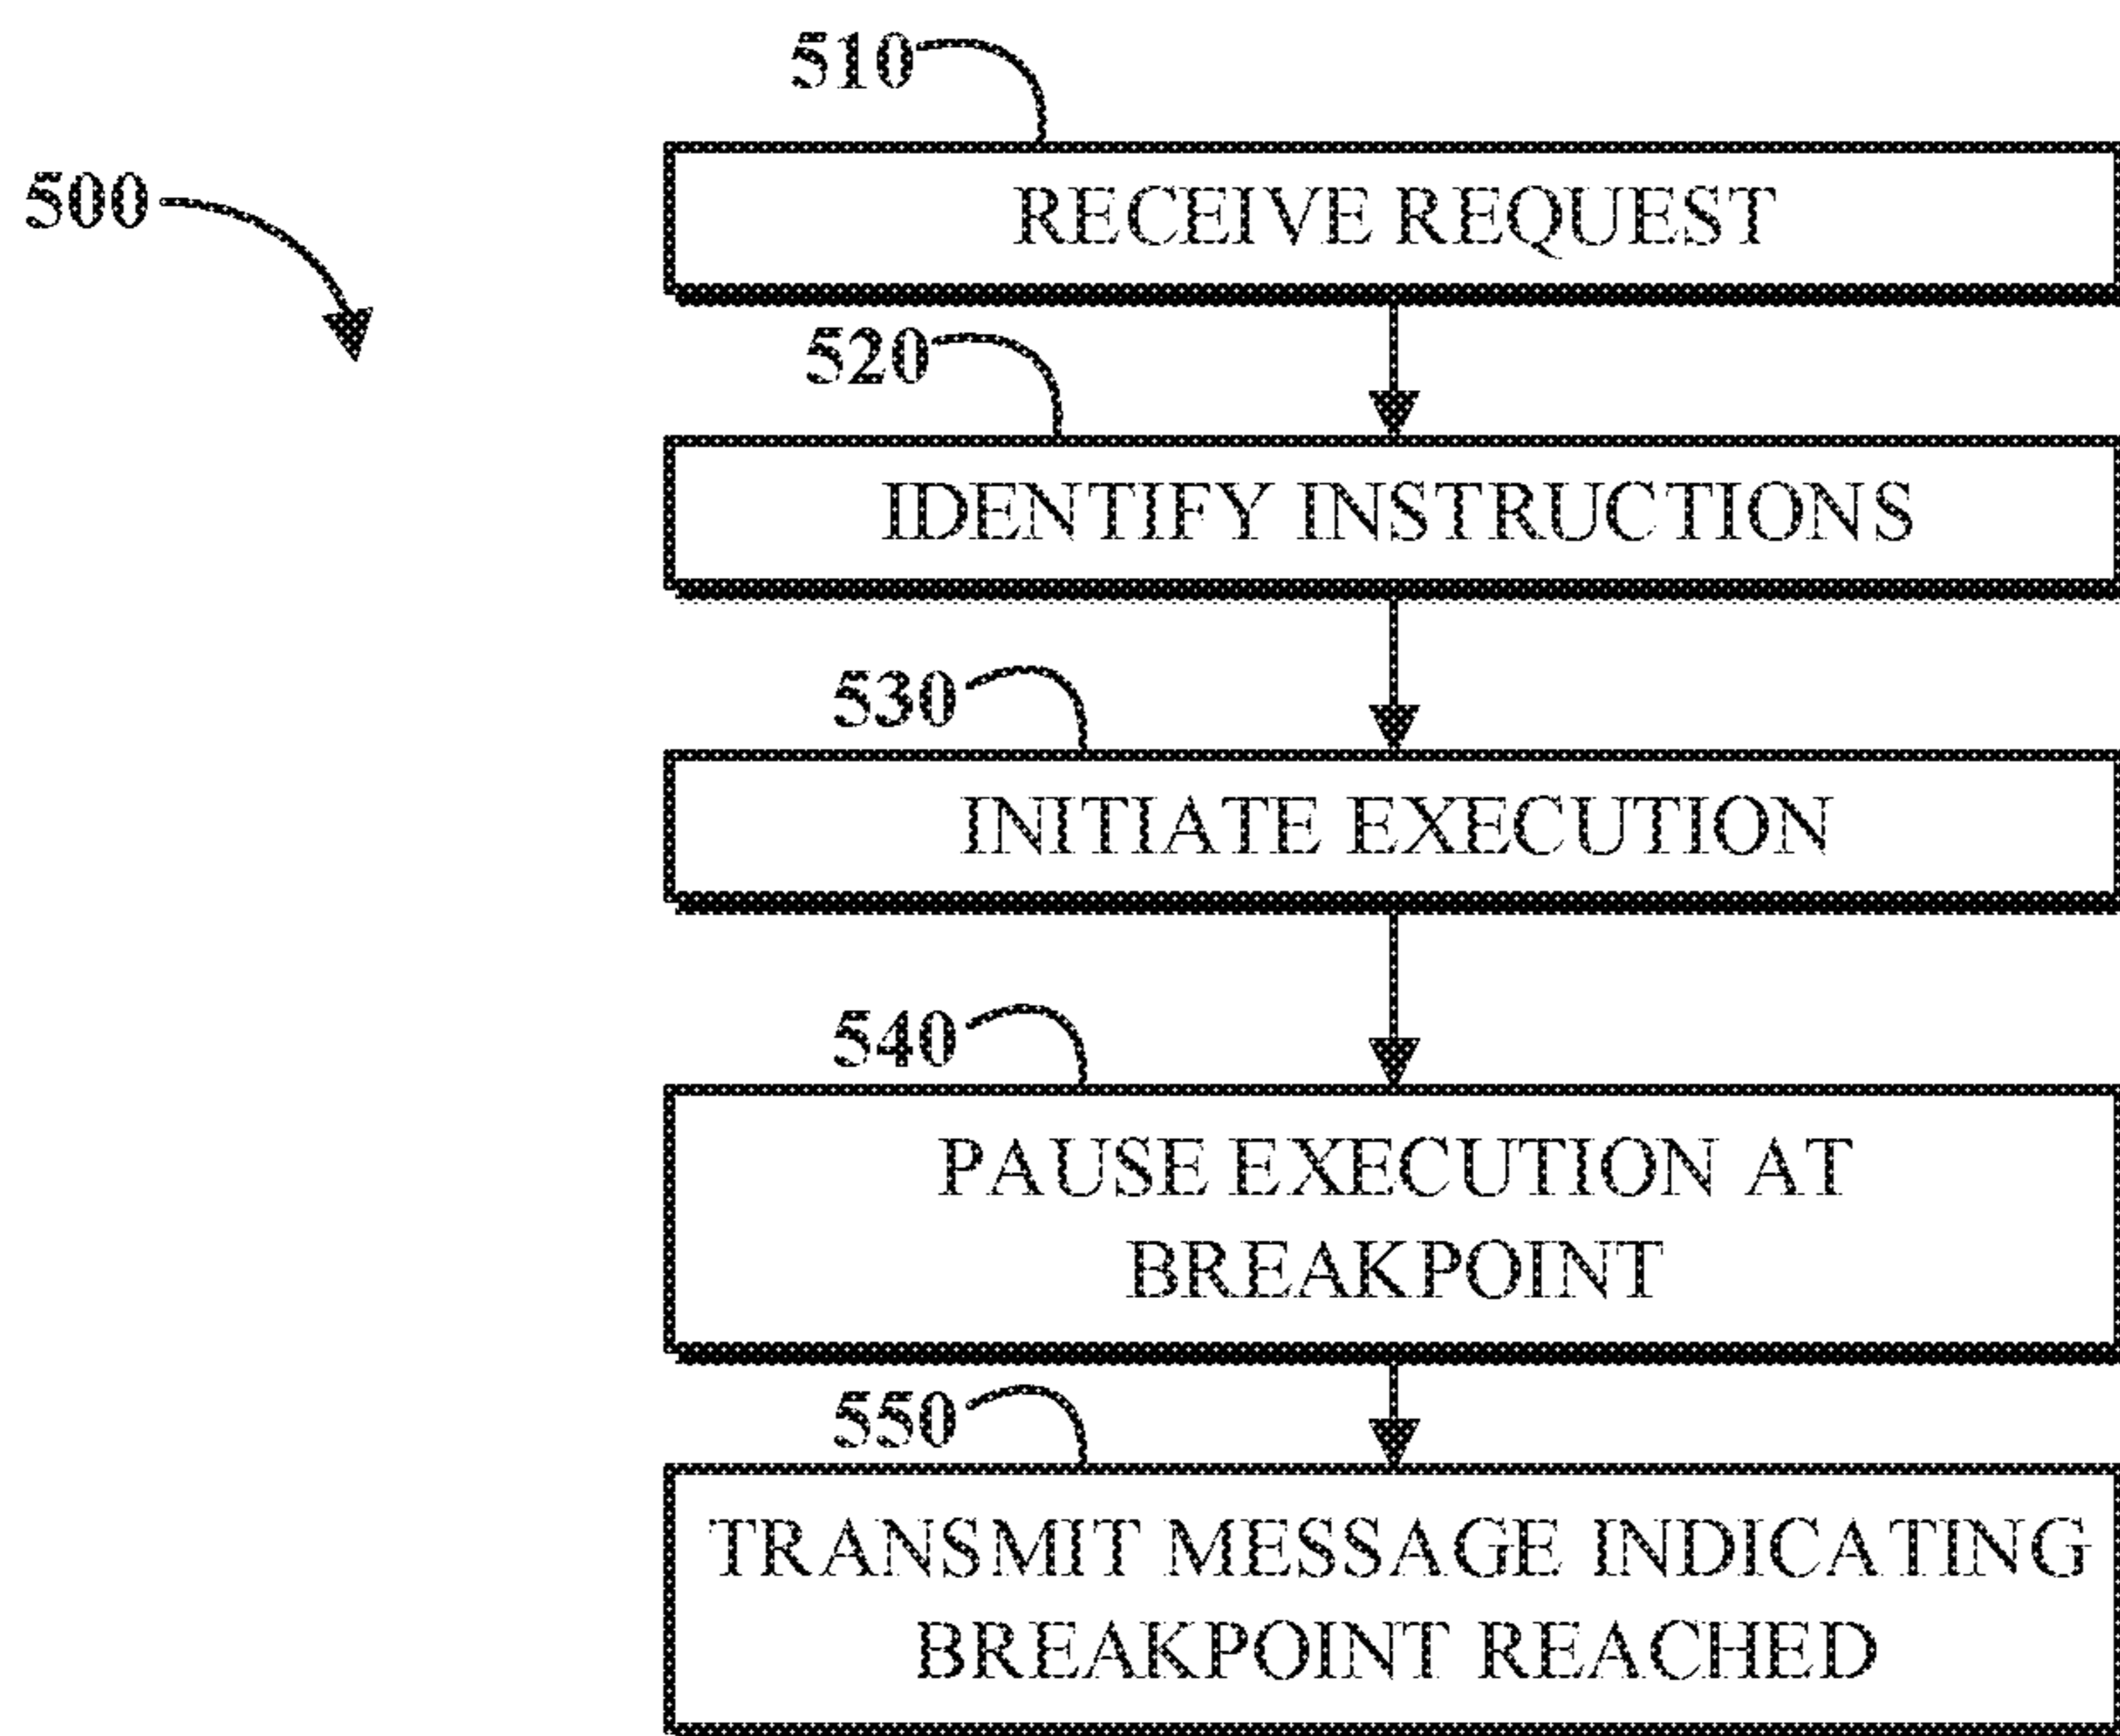 510
500
RECEIVE REQUEST
520
IDENTIFY INSTRUCTIONS
530
INITIATE EXECUTION
540
PAUSE EXECUTION AT
BREAKPOINT
550
TRANSMIT MESSAGE INDICATING
BREAKPOINT REACHED